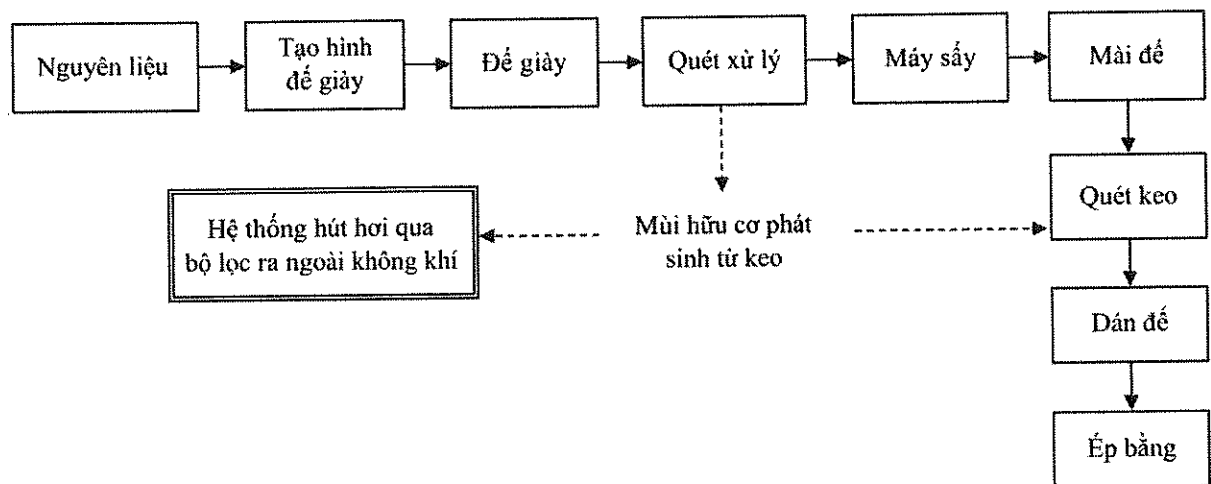 Nguyên liệu
Tạo hình
đế giày
Đế giày
Quét xử lý
Máy sấy
Mài đế
Quét keo
Hệ thống hút hơi qua
bộ lọc ra ngoài không khí
Mùi hữu cơ phát
sinh từ keo
Dán đế
Ép bằng